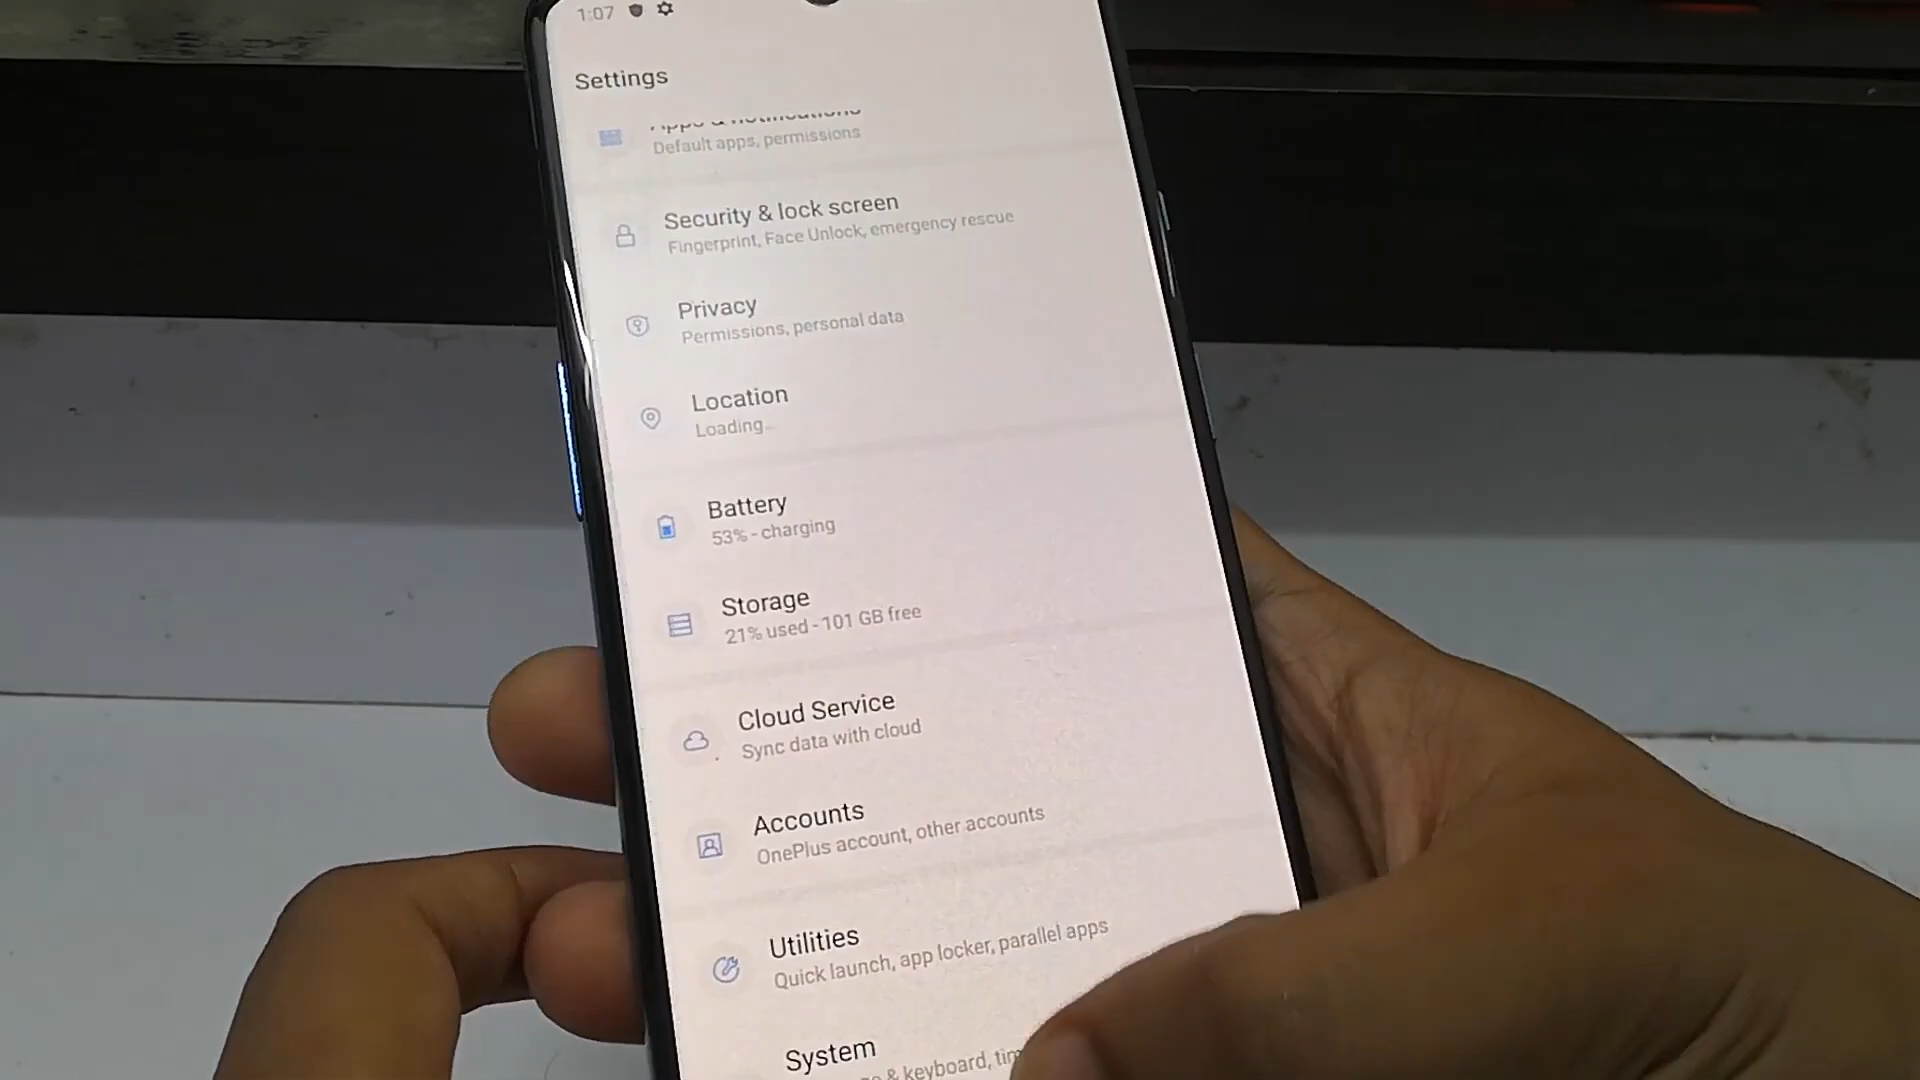 1:07
Settings
Apps & notifications
Default apps, permissions
Security & lock screen
Fingerprint, Face Unlock, emergency rescue
Privacy
Permissions, personal data
Location
Loading...
Battery
53% - charging
Storage
21% used - 101 GB free
Cloud Service
Sync data with cloud
Accounts
OnePlus account, other accounts
Utilities
Quick launch, app locker, parallel apps
System
& keyboard,